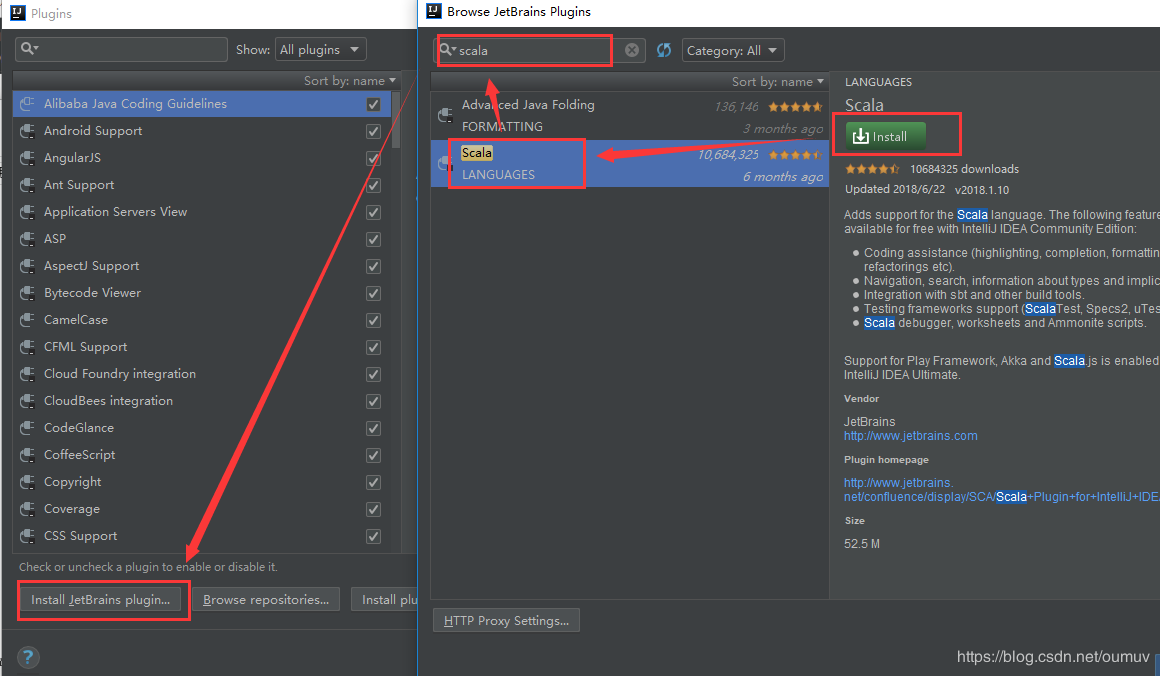 Plugins
Show: All plugins
Sort by: name
Alibaba Java Coding Guidelines
Android Support
AngularJS
Ant Support
Application Servers View
ASP
AspectJ Support
Bytecode Viewer
CamelCase
CFML Support
Cloud Foundry integration
CloudBees integration
CodeGlance
CoffeeScript
Copyright
Coverage
CSS Support
Check or uncheck a plugin to enable or disable it.
Install JetBrains plugin...
Browse repositories...
Install plu
?
Browse JetBrains Plugins
scala
Category: All
Sort by: name
Advanced Java Folding
136,146
FORMATTING
3 months ago
Scala
10,684,325
LANGUAGES
6 months ago
HTTP Proxy Settings...
LANGUAGES
Scala
Install
10684325 downloads
Updated 2018/6/22 v2018.1.10
Adds support for the Scala language. The following feature
available for free with IntelliJ IDEA Community Edition:
● Coding assistance (highlighting, completion, formattin
refactorings etc).
● Navigation, search, information about types and implic
● Integration with sbt and other build tools.
● Testing frameworks support (ScalaTest, Specs2, uTes
● Scala debugger, worksheets and Ammonite scripts.
Support for Play Framework, Akka and Scala.js is enabled
IntelliJ IDEA Ultimate.
Vendor
JetBrains
http://www.jetbrains.com
Plugin homepage
http://www.jetbrains.
net/confluence/display/SCA/Scala+Plugin+for+IntelliJ+IDE
Size
52.5 M
https://blog.csdn.net/oumuv